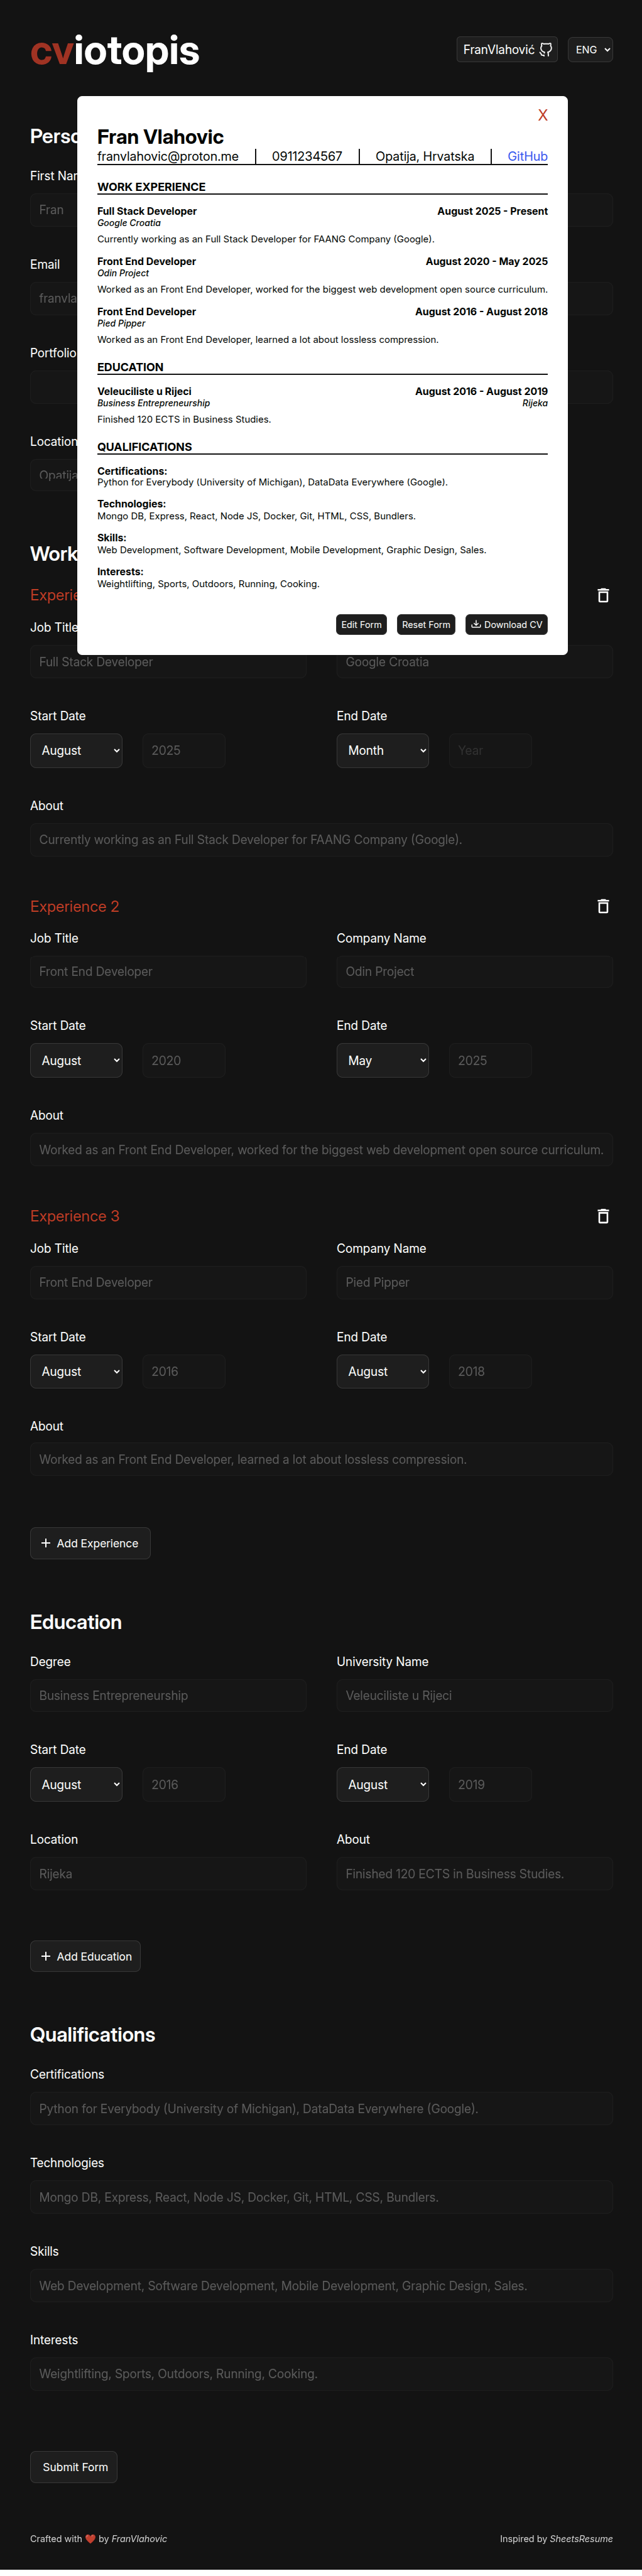 cviotopis
FranVlahović
ENG
X
Fran Vlahovic
franvlahovic@proton.me
0911234567
Opatija, Hrvatska
GitHub
WORK EXPERIENCE
Full Stack Developer August 2025 - Present
Google Croatia
Currently working as an Full Stack Developer for FAANG Company (Google).
Front End Developer August 2020 - May 2025
Odin Project
Worked as an Front End Developer, worked for the biggest web development open source curriculum.
Front End Developer August 2016 - August 2018
Pied Pipper
Worked as an Front End Developer, learned a lot about lossless compression.
EDUCATION
Veleuciliste u Rijeci August 2016 - August 2019
Business Entrepreneurship Rijeka
Finished 120 ECTS in Business Studies.
QUALIFICATIONS
Certifications:
Python for Everybody (University of Michigan), DataData Everywhere (Google).
Technologies:
Mongo DB, Express, React, Node JS, Docker, Git, HTML, CSS, Bundlers.
Skills:
Web Development, Software Development, Mobile Development, Graphic Design, Sales.
Interests:
Weightlifting, Sports, Outdoors, Running, Cooking.
Edit Form Reset Form Download CV
Fran
Email
Portfolio
Location
Opatija
Work
Job Title
Full Stack Developer Google Croatia
Start Date End Date
August 2025 Month Year
About
Currently working as an Full Stack Developer for FAANG Company (Google).
Experience 2
Job Title Company Name
Front End Developer Odin Project
Start Date End Date
August 2020 May 2025
About
Worked as an Front End Developer, worked for the biggest web development open source curriculum.
Experience 3
Job Title Company Name
Front End Developer Pied Pipper
Start Date End Date
August 2016 August 2018
About
Worked as an Front End Developer, learned a lot about lossless compression.
+ Add Experience
Education
Degree University Name
Business Entrepreneurship Veleuciliste u Rijeci
Start Date End Date
August 2016 August 2019
Location About
Rijeka Finished 120 ECTS in Business Studies.
+ Add Education
Qualifications
Certifications
Python for Everybody (University of Michigan), DataData Everywhere (Google).
Technologies
Mongo DB, Express, React, Node JS, Docker, Git, HTML, CSS, Bundlers.
Skills
Web Development, Software Development, Mobile Development, Graphic Design, Sales.
Interests
Weightlifting, Sports, Outdoors, Running, Cooking.
Submit Form
Crafted with ❤️ by FranVlahovic Inspired by SheetsResume